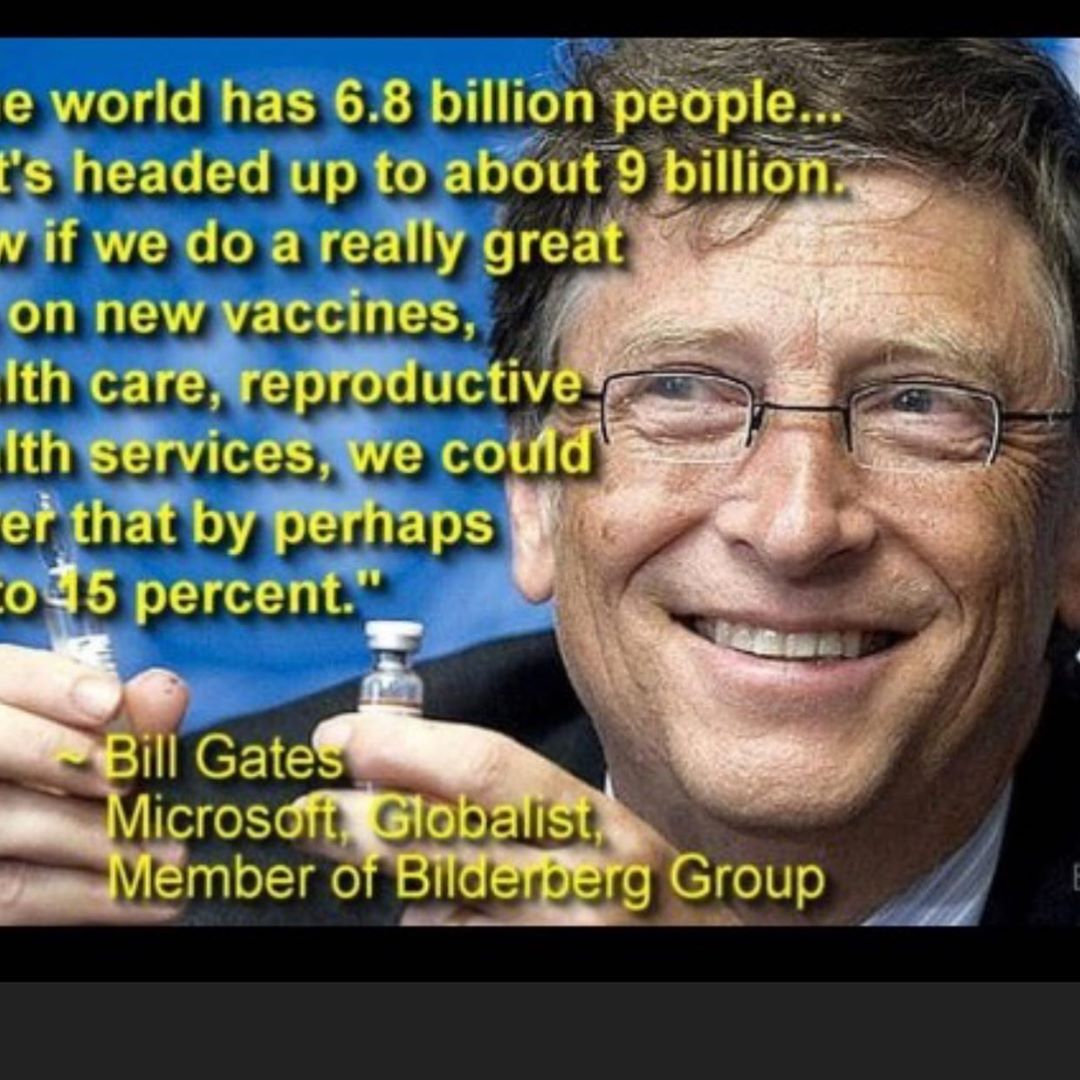 e world has 6.8 billion people...
t's headed up to about 9 billion.
w if we do a really great
on new vaccines,
lth care, reproductive
lth services, we could
er that by perhaps
to 15 percent."
~ Bill Gates
Microsoft, Globalist,
Member of Bilderberg Group